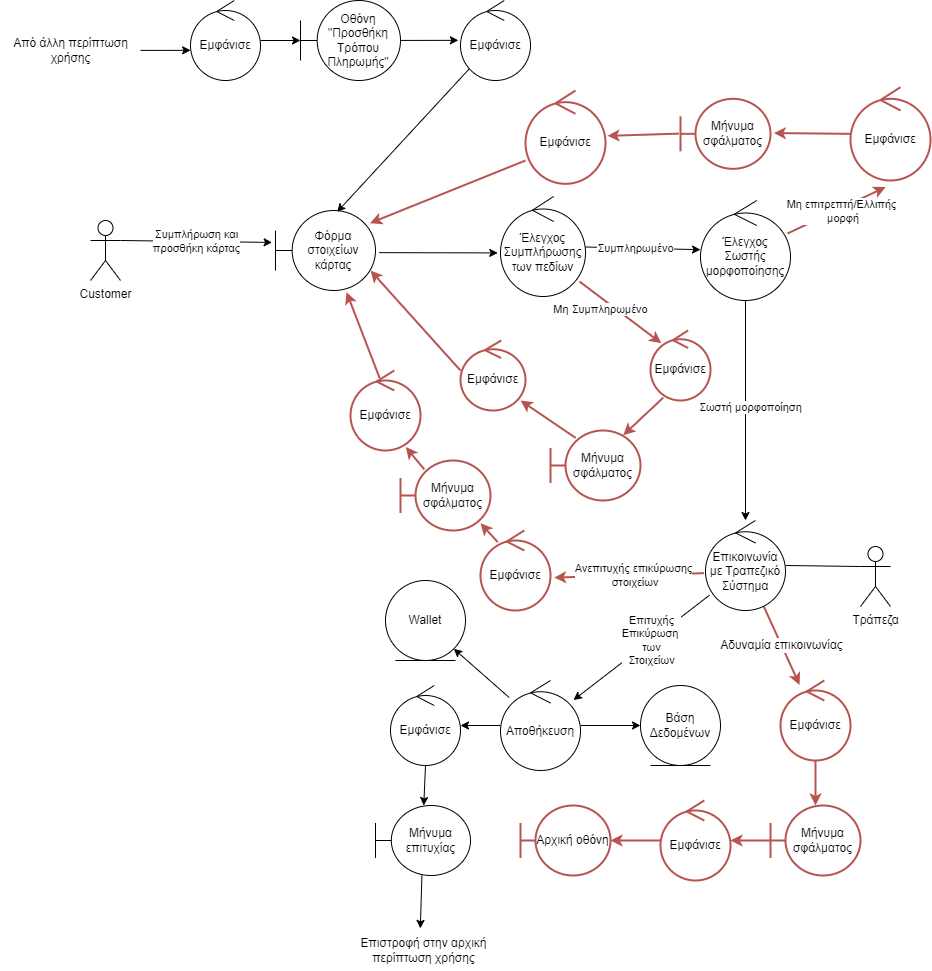 Από άλλη περίπτωση
χρήσης
Εμφάνισε
Οθόνη
"Προσθήκη
Τρόπου
Πληρωμής"
Εμφάνισε
Εμφάνισε
Μήνυμα
σφάλματος
Εμφάνισε
Μη επιτρεπτή/Ελλιπής
μορφή
Customer
Συμπλήρωση και
προσθήκη κάρτας
Φόρμα
στοιχείων
κάρτας
Έλεγχος
Συμπλήρωσης
των πεδίων
Συμπληρωμένο
Έλεγχος
Σωστής
μορφοποίησης
Μη Συμπληρωμένο
Εμφάνισε
Εμφάνισε
Μήνυμα
σφάλματος
Σωστή μορφοποίηση
Εμφάνισε
Μήνυμα
σφάλματος
Εμφάνισε
Ανεπιτυχής επικύρωσης
στοιχείων
Επικοινωνία
με Τραπεζικό
Σύστημα
Τράπεζα
Επιτυχής
Επικύρωση
των
Στοιχείων
Αδυναμία επικοινωνίας
Wallet
Αποθήκευση
Βάση
Δεδομένων
Εμφάνισε
Εμφάνισε
Μήνυμα
επιτυχίας
Αρχική οθόνη
Εμφάνισε
Μήνυμα
σφάλματος
Επιστροφή στην αρχική
περίπτωση χρήσης